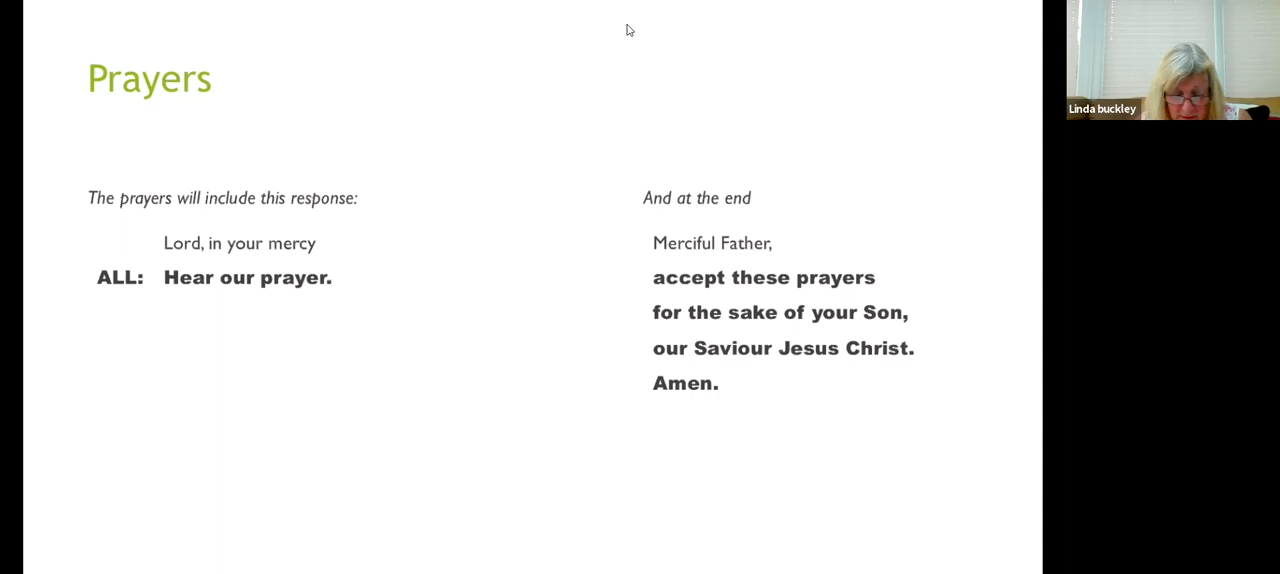 Prayers
The prayers will include this response:
Lord, in your mercy
ALL: Hear our prayer.
And at the end
Merciful Father,
accept these prayers
for the sake of your Son,
our Saviour Jesus Christ.
Amen.
Linda buckley